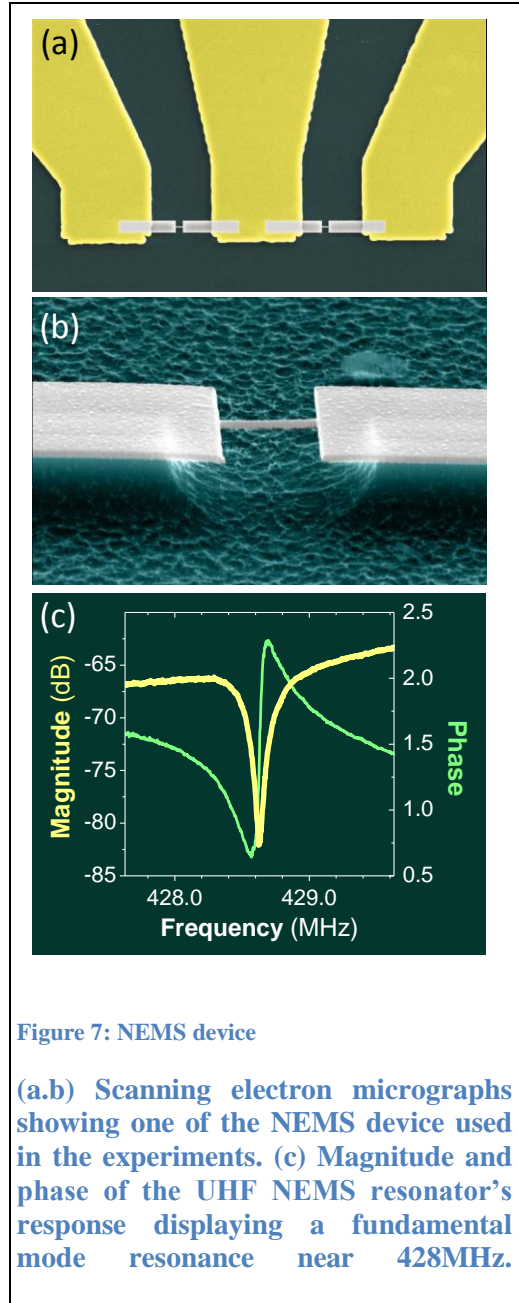 (a)
(b)
(c)
2.5
-65
2.0
-70
1.5
-75
1.0
-80
-85
0.5
428.0 429.0
Magnitude (dB)
Phase
Frequency (MHz)
Figure 7: NEMS device
(a.b) Scanning electron micrographs
showing one of the NEMS device used
in the experiments. (c) Magnitude and
phase of the UHF NEMS resonator's
response displaying a fundamental
mode resonance near 428MHz.